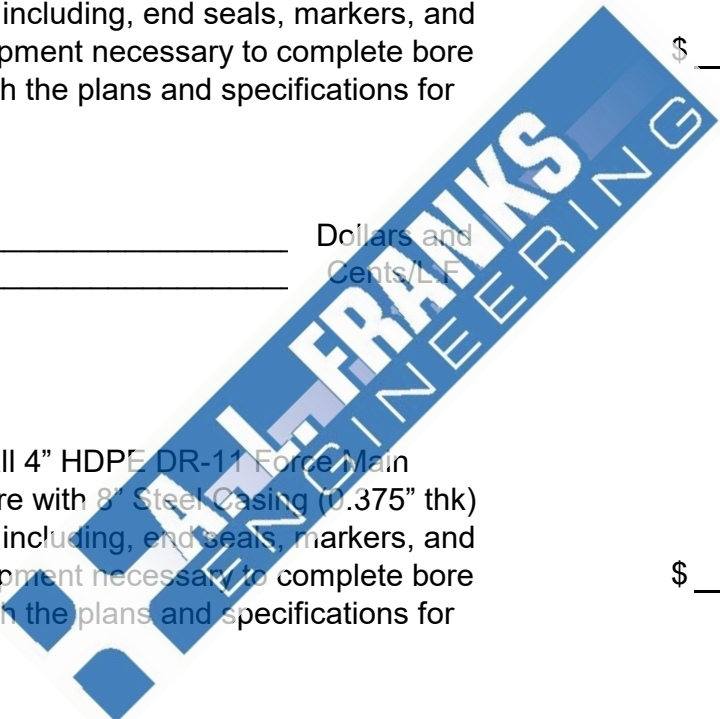 including, end seals, markers, and
pment necessary to complete bore
$
h the plans and specifications for
Dollars and
Cents/L.F
A.L. FRANKS
ENGINEERING
ll 4” HDPE DR-11 Force Main
re with 8” Steel Casing (0.375” thk)
including, end seals, markers, and
pment necessary to complete bore
$
h the plans and specifications for